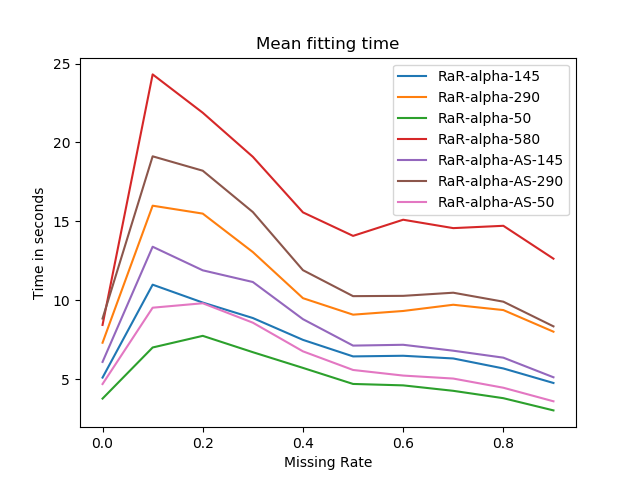 Mean fitting time
25
20
15
10
5
Time in seconds
0.0
0.2
0.4
0.6
0.8
Missing Rate
RaR-alpha-145
RaR-alpha-290
RaR-alpha-50
RaR-alpha-580
RaR-alpha-AS-145
RaR-alpha-AS-290
RaR-alpha-AS-50